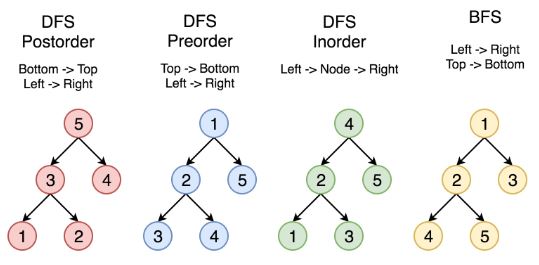 DFS
Postorder
Bottom -> Top
Left -> Right
5
3 4
1 2
DFS
Preorder
Top -> Bottom
Left -> Right
1
2 5
3 4
DFS
Inorder
Left -> Node -> Right
4
2 5
1 3
BFS
Left -> Right
Top -> Bottom
1
2 3
4 5